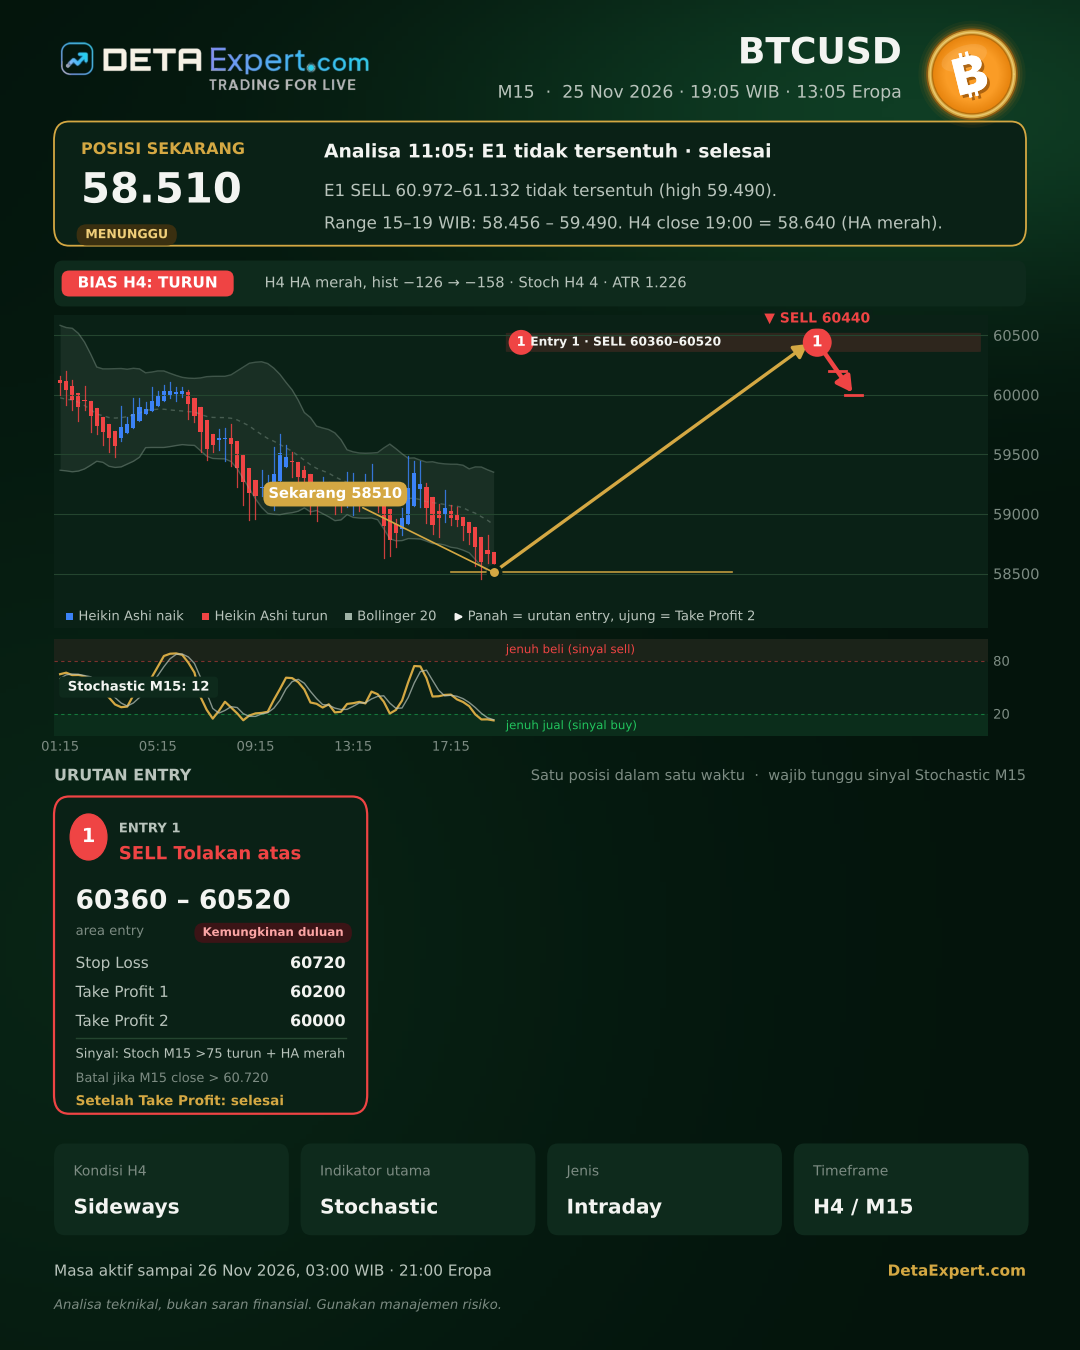 DETA Expert.com
TRADING FOR LIVE
BTCUSD
M15 · 25 Nov 2026 · 19:05 WIB · 13:05 Eropa
POSISI SEKARANG
58.510
MENUNGGU
Analisa 11:05: E1 tidak tersentuh · selesai
E1 SELL 60.972–61.132 tidak tersentuh (high 59.490).
Range 15–19 WIB: 58.456 – 59.490. H4 close 19:00 = 58.640 (HA merah).
BIAS H4: TURUN
H4 HA merah, hist −126 → −158 · Stoch H4 4 · ATR 1.226
▼ SELL 60440
1 Entry 1 · SELL 60360–60520
1
60500
60000
59500
59000
58500
Sekarang 58510
Heikin Ashi naik
Heikin Ashi turun
Bollinger 20
Panah = urutan entry, ujung = Take Profit 2
jenuh beli (sinyal sell)
80
Stochastic M15: 12
20
jenuh jual (sinyal buy)
01:15 05:15 09:15 13:15 17:15
URUTAN ENTRY
Satu posisi dalam satu waktu · wajib tunggu sinyal Stochastic M15
1
ENTRY 1
SELL Tolakan atas
60360 – 60520
area entry
Kemungkinan duluan
Stop Loss 60720
Take Profit 1 60200
Take Profit 2 60000
Sinyal: Stoch M15 >75 turun + HA merah
Batal jika M15 close > 60.720
Setelah Take Profit: selesai
Kondisi H4
Sideways
Indikator utama
Stochastic
Jenis
Intraday
Timeframe
H4 / M15
Masa aktif sampai 26 Nov 2026, 03:00 WIB · 21:00 Eropa
DetaExpert.com
Analisa teknikal, bukan saran finansial. Gunakan manajemen risiko.